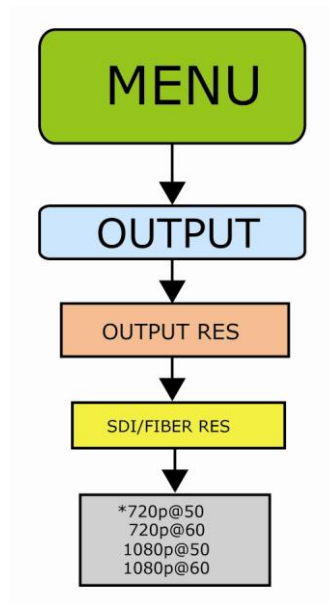 MENU
OUTPUT
OUTPUT RES
SDI/FIBER RES
*720p@50
720p@60
1080p@50
1080p@60